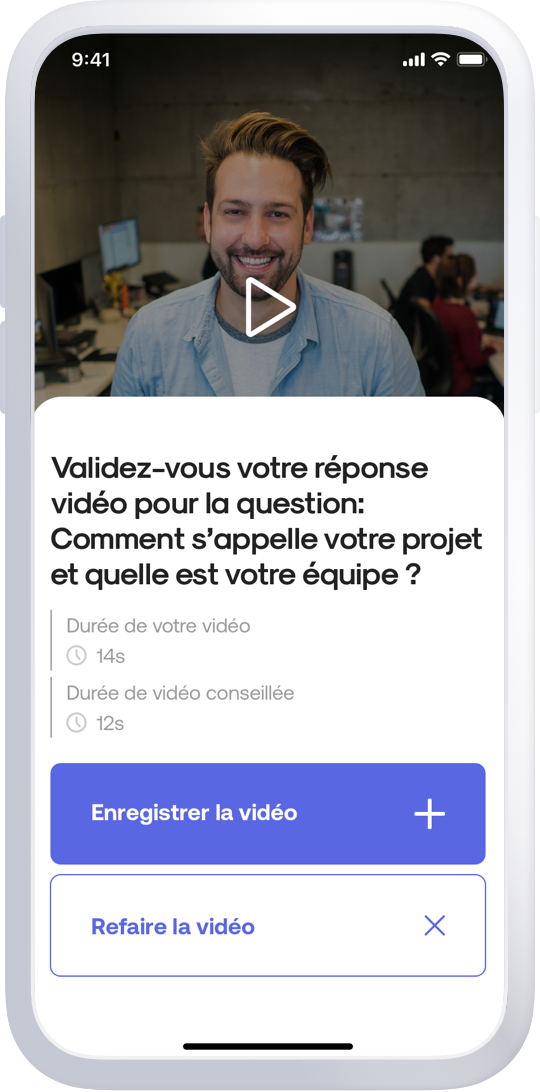 9:41
Validez-vous votre réponse
vidéo pour la question:
Comment s’appelle votre projet
et quelle est votre équipe ?
Durée de votre vidéo
14s
Durée de vidéo conseillée
12s
Enregistrer la vidéo
Refaire la vidéo